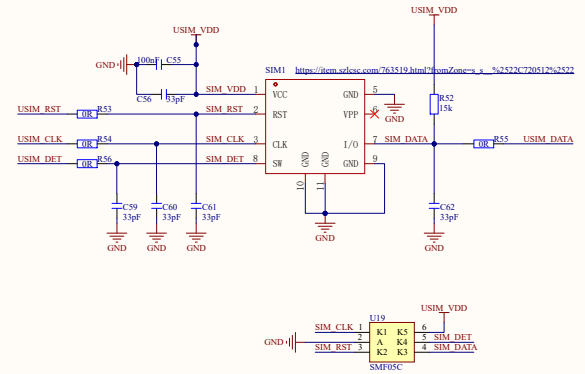 USIM_VDD
USIM_VDD
GND
100nF C55
C56 33pF
SIM1 https://item.szlcsc.com/763519.html?fromZone=s_s__%2522C720512%2522
SIM_VDD 1 VCC GND 5
GND
USIM_RST 0R R53 SIM_RST 2 RST VPP 6
R52
15k
USIM_CLK 0R R54 SIM_CLK 3 CLK I/O 7 SIM_DATA 0R R55 USIM_DATA
USIM_DET 0R R56 SIM_DET 8 SW GND GND GND 9
10 11
C59
33pF
C60
33pF
C61
33pF
C62
33pF
GND
GND
GND
GND
GND
U19
USIM_VDD
SIM_CLK 1 K1 K5 6
GND 2 A K4 5 SIM_DET
SIM_RST 3 K2 K3 4 SIM_DATA
SMF05C